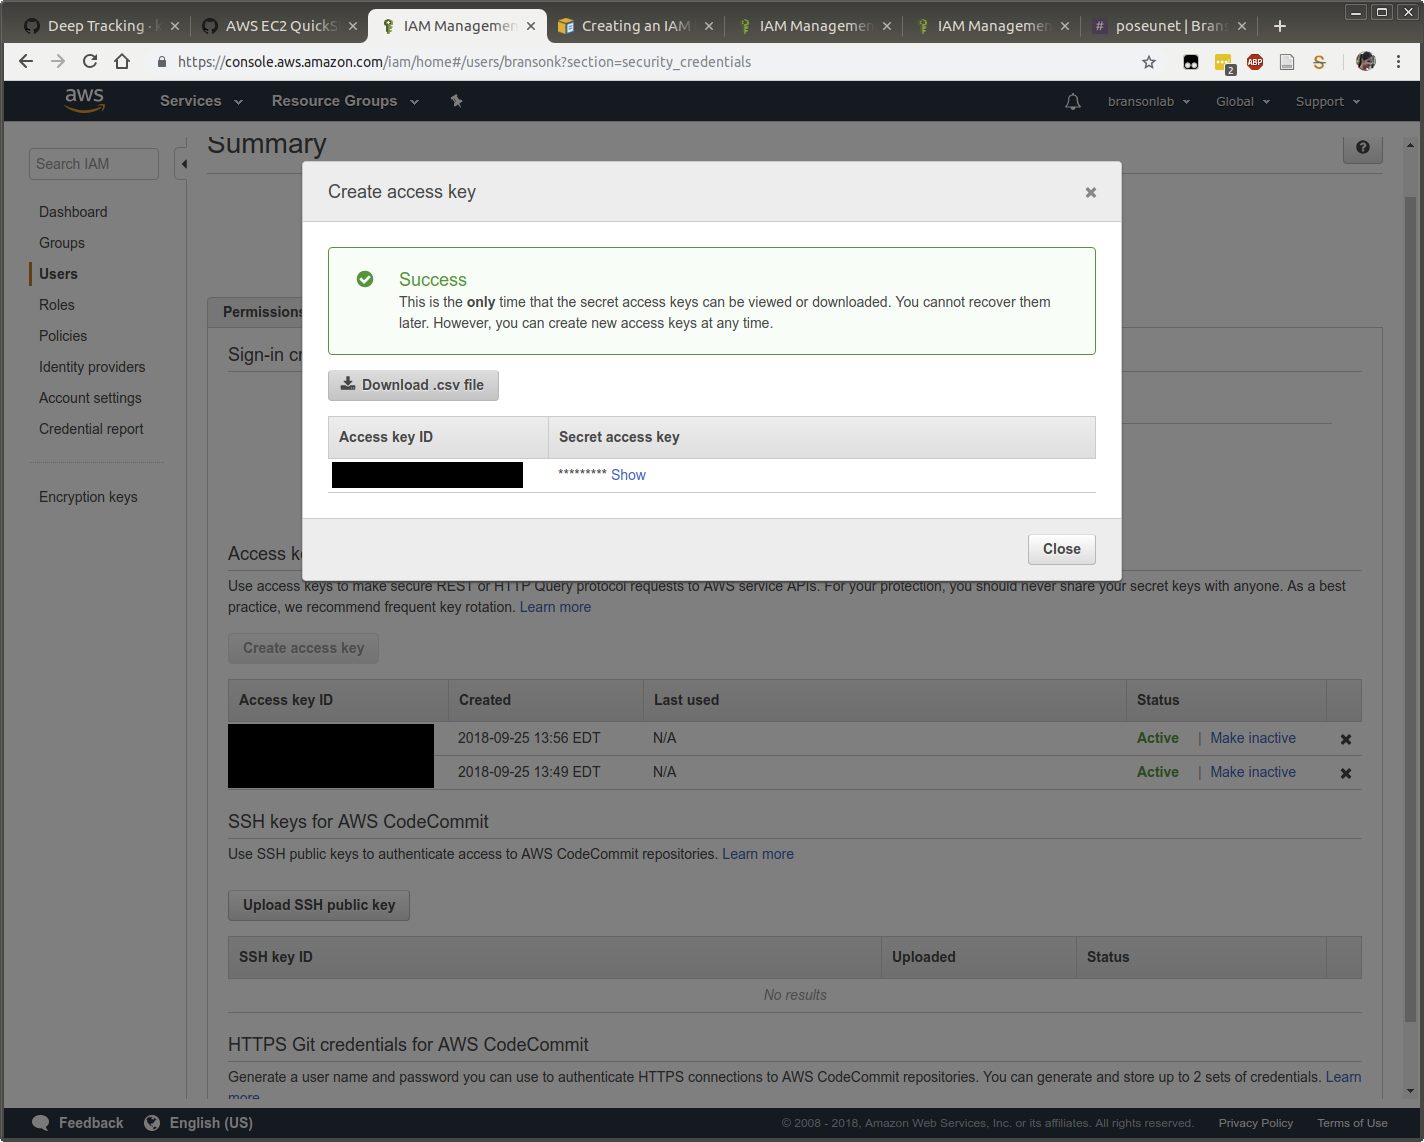 Deep Tracking · k
AWS EC2 QuickS
IAM Managemen
Creating an IAM
IAM Managemen
IAM Managemen
poseunet | Brans
https://console.aws.amazon.com/iam/home#/users/bransonk?section=security_credentials
2
ABP
S
aws
Services
Resource Groups
bransonlab
Global
Support
Search IAM
Dashboard
Groups
Users
Roles
Policies
Identity providers
Account settings
Credential report
Encryption keys
Summary
Create access key
Success
This is the only time that the secret access keys can be viewed or downloaded. You cannot recover them
later. However, you can create new access keys at any time.
Download .csv file
Access key ID Secret access key
********* Show
Close
Permissions
Sign-in cr
Access ke
Use access keys to make secure REST or HTTP Query protocol requests to AWS service APIs. For your protection, you should never share your secret keys with anyone. As a best
practice, we recommend frequent key rotation. Learn more
Create access key
Access key ID Created Last used Status
2018-09-25 13:56 EDT N/A Active | Make inactive
2018-09-25 13:49 EDT N/A Active | Make inactive
SSH keys for AWS CodeCommit
Use SSH public keys to authenticate access to AWS CodeCommit repositories. Learn more
Upload SSH public key
SSH key ID Uploaded Status
No results
HTTPS Git credentials for AWS CodeCommit
Generate a user name and password you can use to authenticate HTTPS connections to AWS CodeCommit repositories. You can generate and store up to 2 sets of credentials. Learn
more
Feedback
English (US)
© 2008 - 2018, Amazon Web Services, Inc. or its affiliates. All rights reserved.
Privacy Policy
Terms of Use